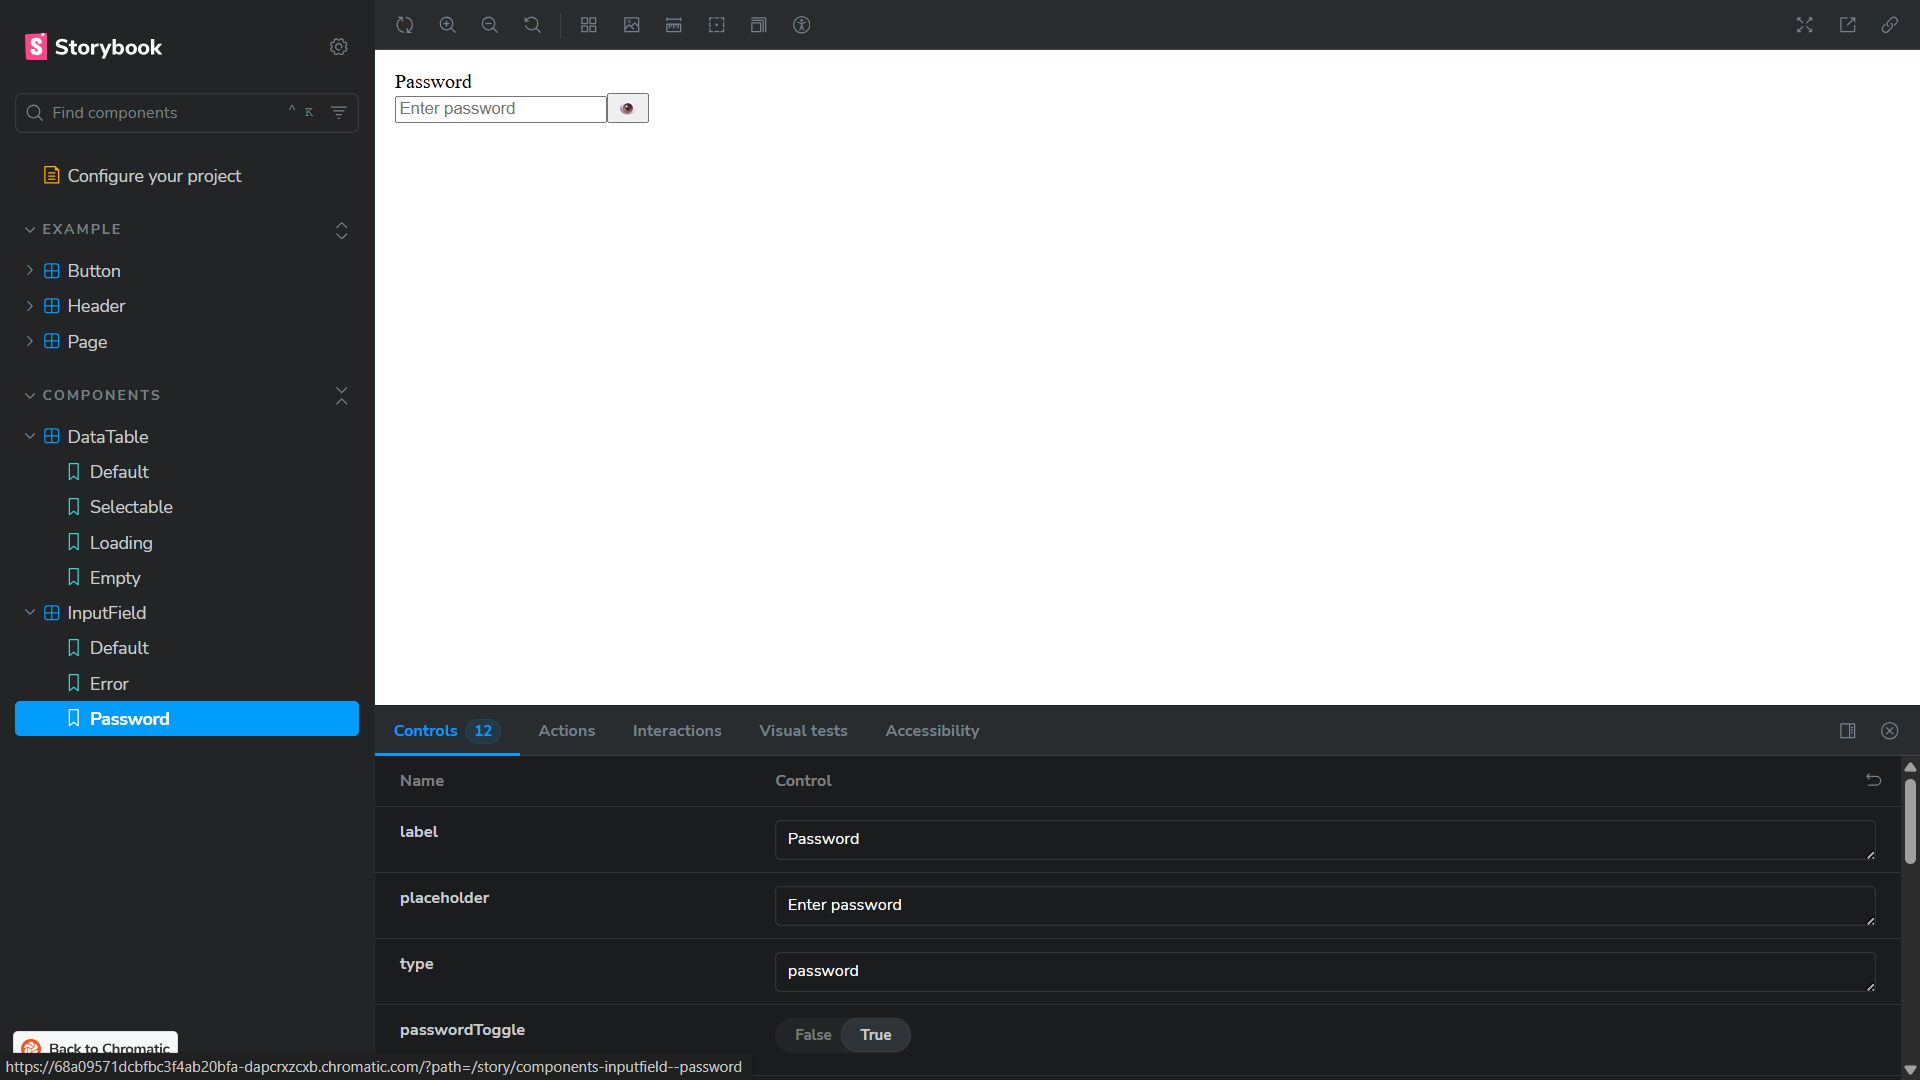 Storybook
Find components
^ K
Configure your project
EXAMPLE
Button
Header
Page
COMPONENTS
DataTable
Default
Selectable
Loading
Empty
InputField
Default
Error
Password
Back to Chromatic
https://68a09571dcbfbc3f4ab20bfa-dapcrxzcxb.chromatic.com/?path=/story/components-inputfield--password
Password
Enter password
Controls 12 Actions Interactions Visual tests Accessibility
Name Control
label Password
placeholder Enter password
type password
passwordToggle False True